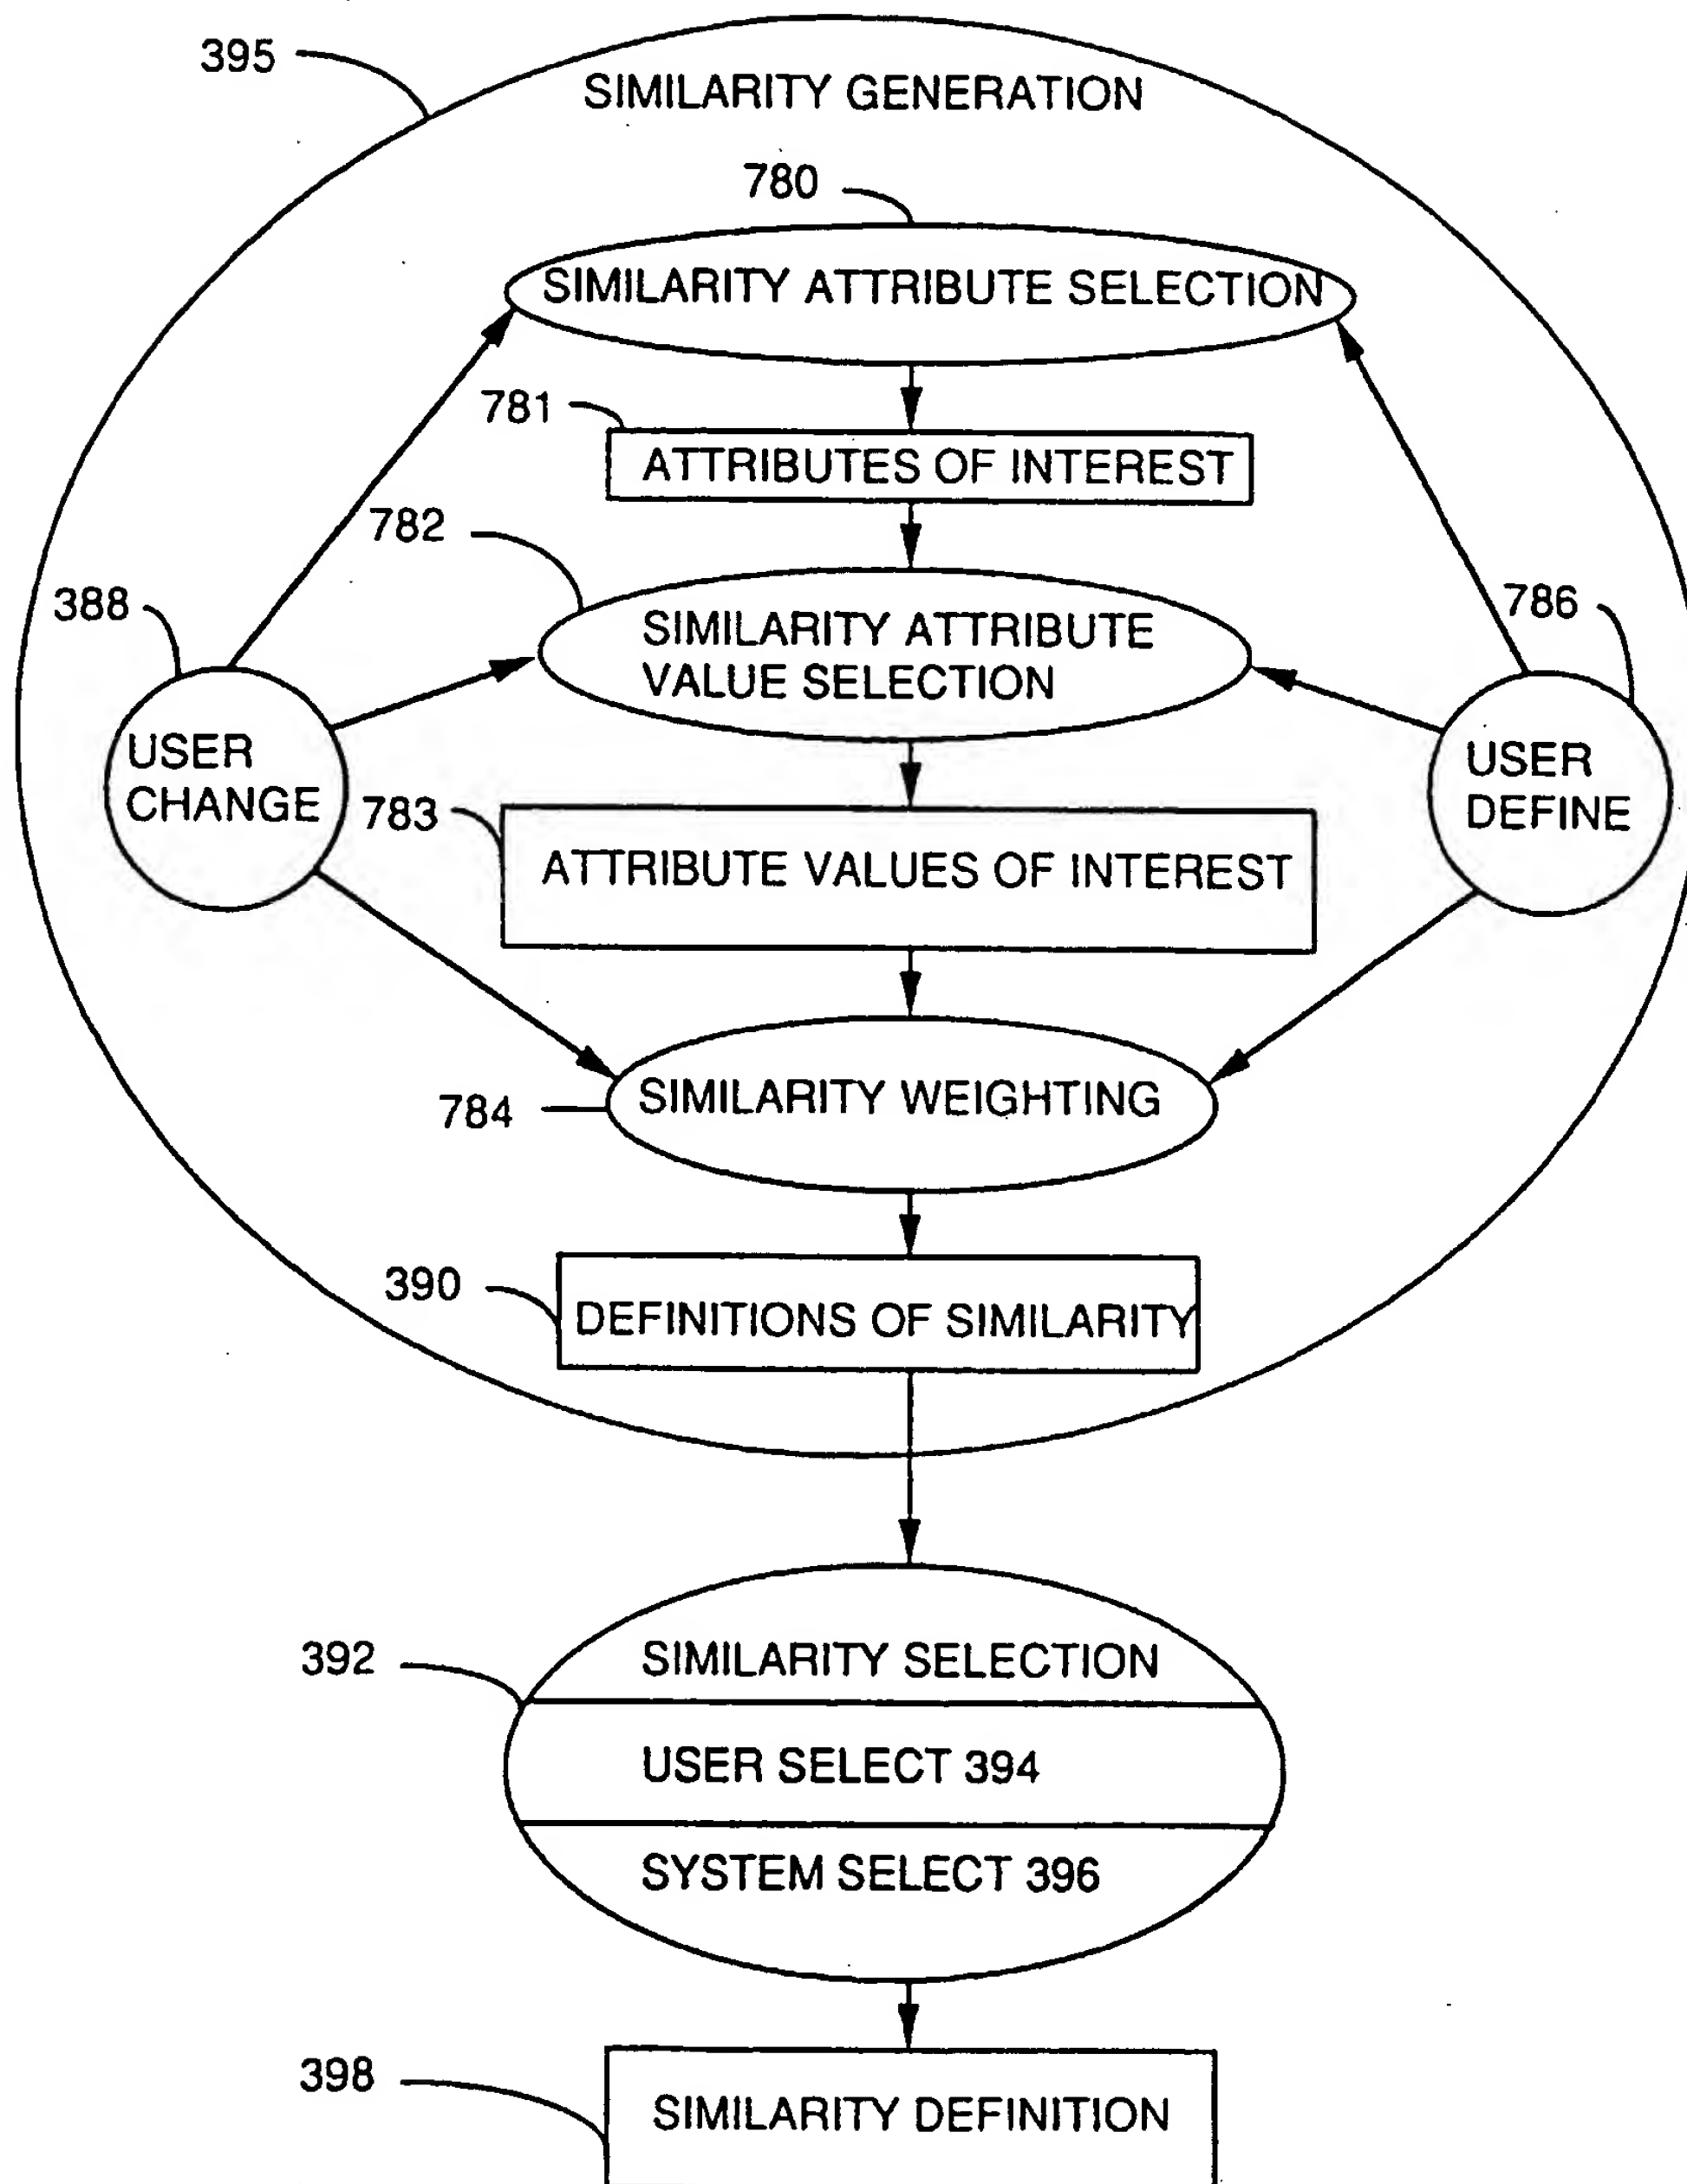 395
SIMILARITY GENERATION
780
SIMILARITY ATTRIBUTE SELECTION
781
ATTRIBUTES OF INTEREST
782
388
SIMILARITY ATTRIBUTE
VALUE SELECTION
786
USER
CHANGE
USER
DEFINE
783
ATTRIBUTE VALUES OF INTEREST
784
SIMILARITY WEIGHTING
390
DEFINITIONS OF SIMILARITY
392
SIMILARITY SELECTION
USER SELECT 394
SYSTEM SELECT 396
398
SIMILARITY DEFINITION